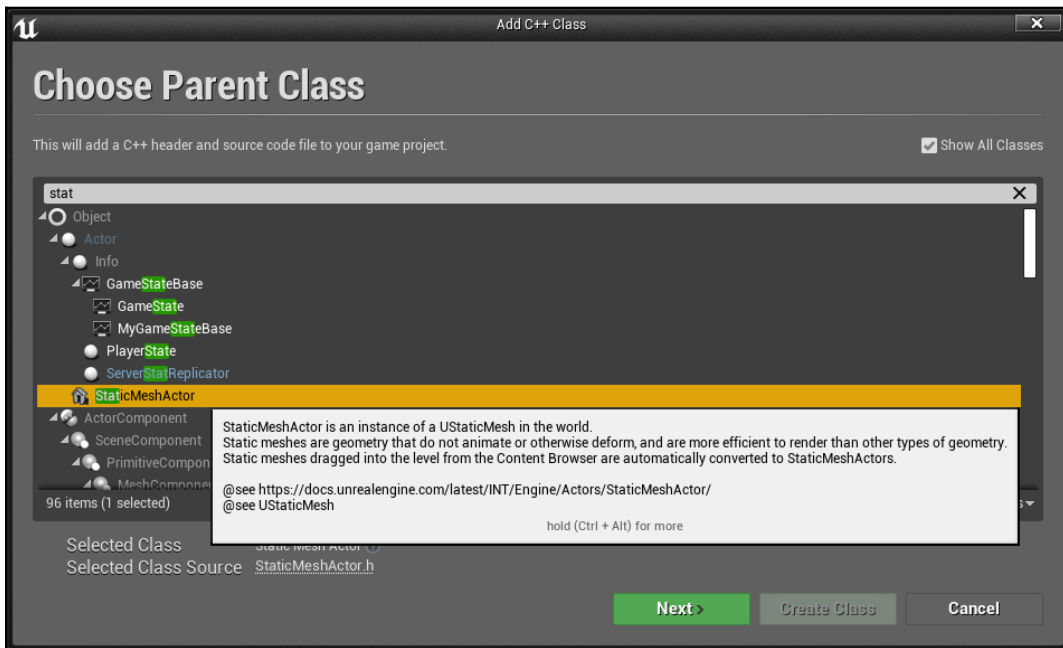 Add C++ Class
Choose Parent Class
This will add a C++ header and source code file to your game project.
Show All Classes
stat
Object
Actor
Info
GameStateBase
GameState
MyGameStateBase
PlayerState
ServerStatReplicator
StaticMeshActor
ActorComponent
SceneComponent
PrimitiveCompon
MeshComponen
StaticMeshActor is an instance of a UStaticMesh in the world.
Static meshes are geometry that do not animate or otherwise deform, and are more efficient to render than other types of geometry.
Static meshes dragged into the level from the Content Browser are automatically converted to StaticMeshActors.
@see https://docs.unrealengine.com/latest/INT/Engine/Actors/StaticMeshActor/
@see UStaticMesh
hold (Ctrl + Alt) for more
96 items (1 selected)
Selected Class Static Mesh Actor
Selected Class Source StaticMeshActor.h
Next
Create Class
Cancel